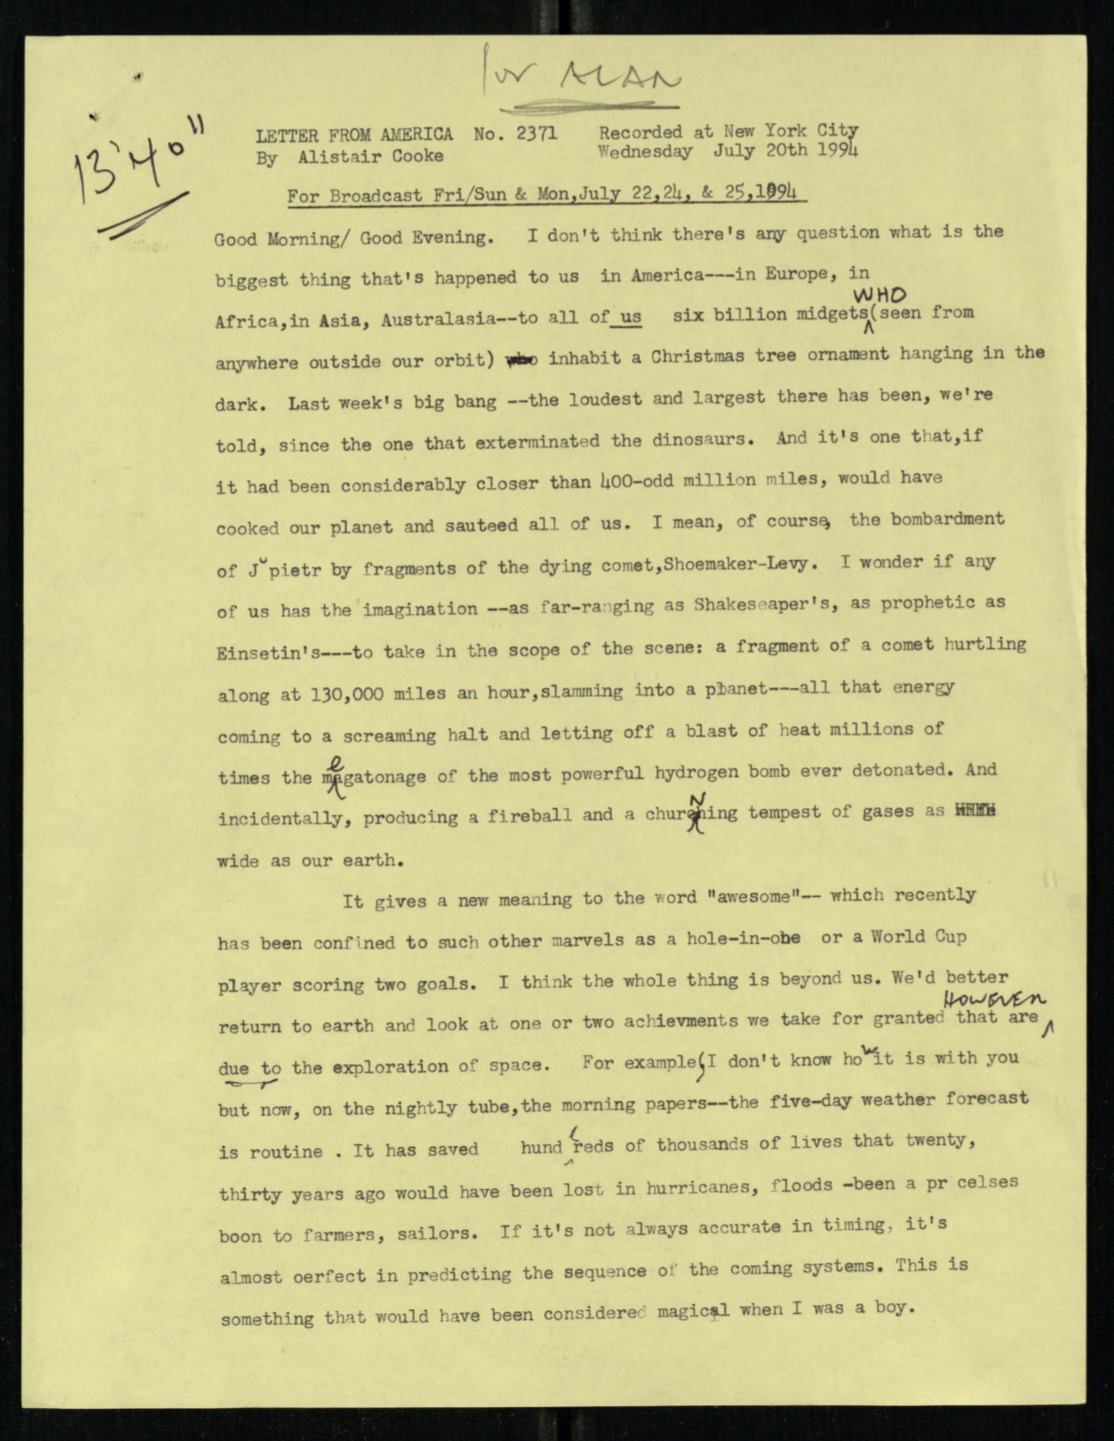 for ALAN
13'40"
LETTER FROM AMERICA No. 2371 Recorded at New York City
By Alistair Cooke Wednesday July 20th 1994
For Broadcast Fri/Sun & Mon,July 22,24, & 25,1994
Good Morning/ Good Evening. I don't think there's any question what is the
biggest thing that's happened to us in America---in Europe, in
WHO
Africa,in Asia, Australasia--to all of us six billion midgets(seen from
anywhere outside our orbit) who inhabit a Christmas tree ornament hanging in the
dark. Last week's big bang --the loudest and largest there has been, we're
told, since the one that exterminated the dinosaurs. And it's one that,if
it had been considerably closer than 400-odd million miles, would have
cooked our planet and sauteed all of us. I mean, of course, the bombardment
of Jupietr by fragments of the dying comet,Shoemaker-Levy. I wonder if any
of us has the imagination --as far-ranging as Shakeseaper's, as prophetic as
Einsetin's---to take in the scope of the scene: a fragment of a comet hurtling
along at 130,000 miles an hour,slamming into a planet---all that energy
coming to a screaming halt and letting off a blast of heat millions of
times the megatonage of the most powerful hydrogen bomb ever detonated. And
incidentally, producing a fireball and a churning tempest of gases as
wide as our earth.
It gives a new meaning to the word "awesome"-- which recently
has been confined to such other marvels as a hole-in-one or a World Cup
player scoring two goals. I think the whole thing is beyond us. We'd better
HOWEVER
return to earth and look at one or two achievments we take for granted that are
due to the exploration of space. For example,I don't know how it is with you
but now, on the nightly tube,the morning papers--the five-day weather forecast
is routine . It has saved hund reds of thousands of lives that twenty,
thirty years ago would have been lost in hurricanes, floods -been a pr celses
boon to farmers, sailors. If it's not always accurate in timing, it's
almost oerfect in predicting the sequence of the coming systems. This is
something that would have been considered magical when I was a boy.